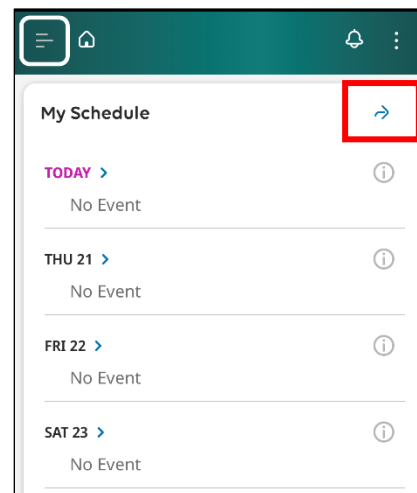 My Schedule
TODAY
No Event
THU 21
No Event
FRI 22
No Event
SAT 23
No Event